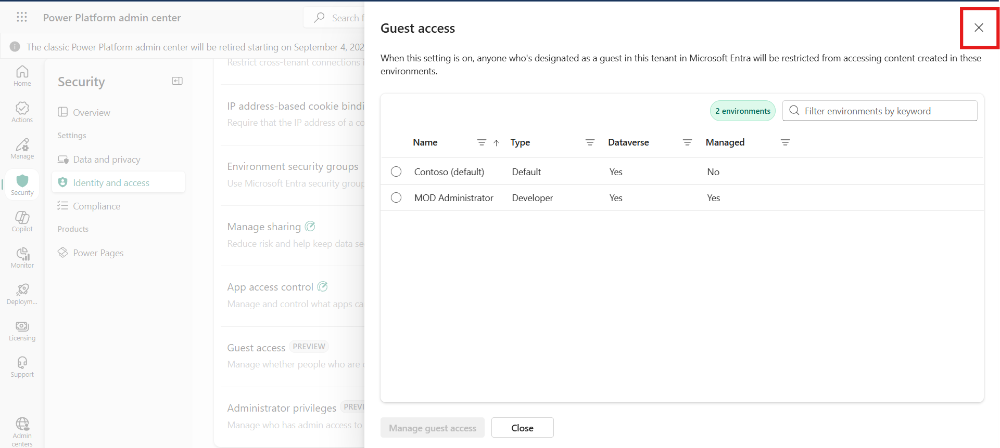 Power Platform admin center
Search f
The classic Power Platform admin center will be retired starting on September 4, 202
Home
Actions
Manage
Security
Copilot
Monitor
Deploym...
Licensing
Support
Admin
centers
Security
Overview
Settings
Data and privacy
Identity and access
Compliance
Products
Power Pages
Restrict cross-tenant connections i
IP address-based cookie bindi
Require that the IP address of a co
Environment security groups
Use Microsoft Entra security group
Manage sharing
Reduce risk and help keep data se
App access control
Manage and control what apps ca
Guest access PREVIEW
Manage whether people who are
Administrator privileges PREVI
Manage who has admin access to
Guest access
When this setting is on, anyone who's designated as a guest in this tenant in Microsoft Entra will be restricted from accessing content created in these
environments.
2 environments Filter environments by keyword
Name Type Dataverse Managed
Contoso (default) Default Yes No
MOD Administrator Developer Yes Yes
Manage guest access Close